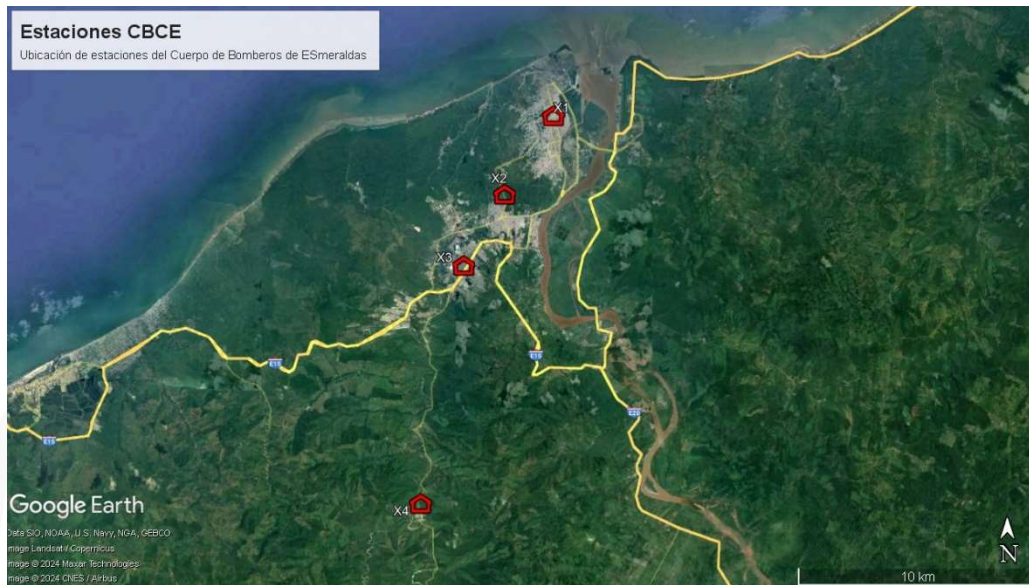 Estaciones CBCE
Ubicación de estaciones del Cuerpo de Bomberos de ESmeraldas
X1
X2
X3
E15
E15
E20
E15
X4
Google Earth
Data SIO, NOAA, U.S. Navy, NGA, GEBCO
Image Landsat / Copernicus
Image © 2024 Maxar Technologies
Image © 2024 CNES / Airbus
N
10 km